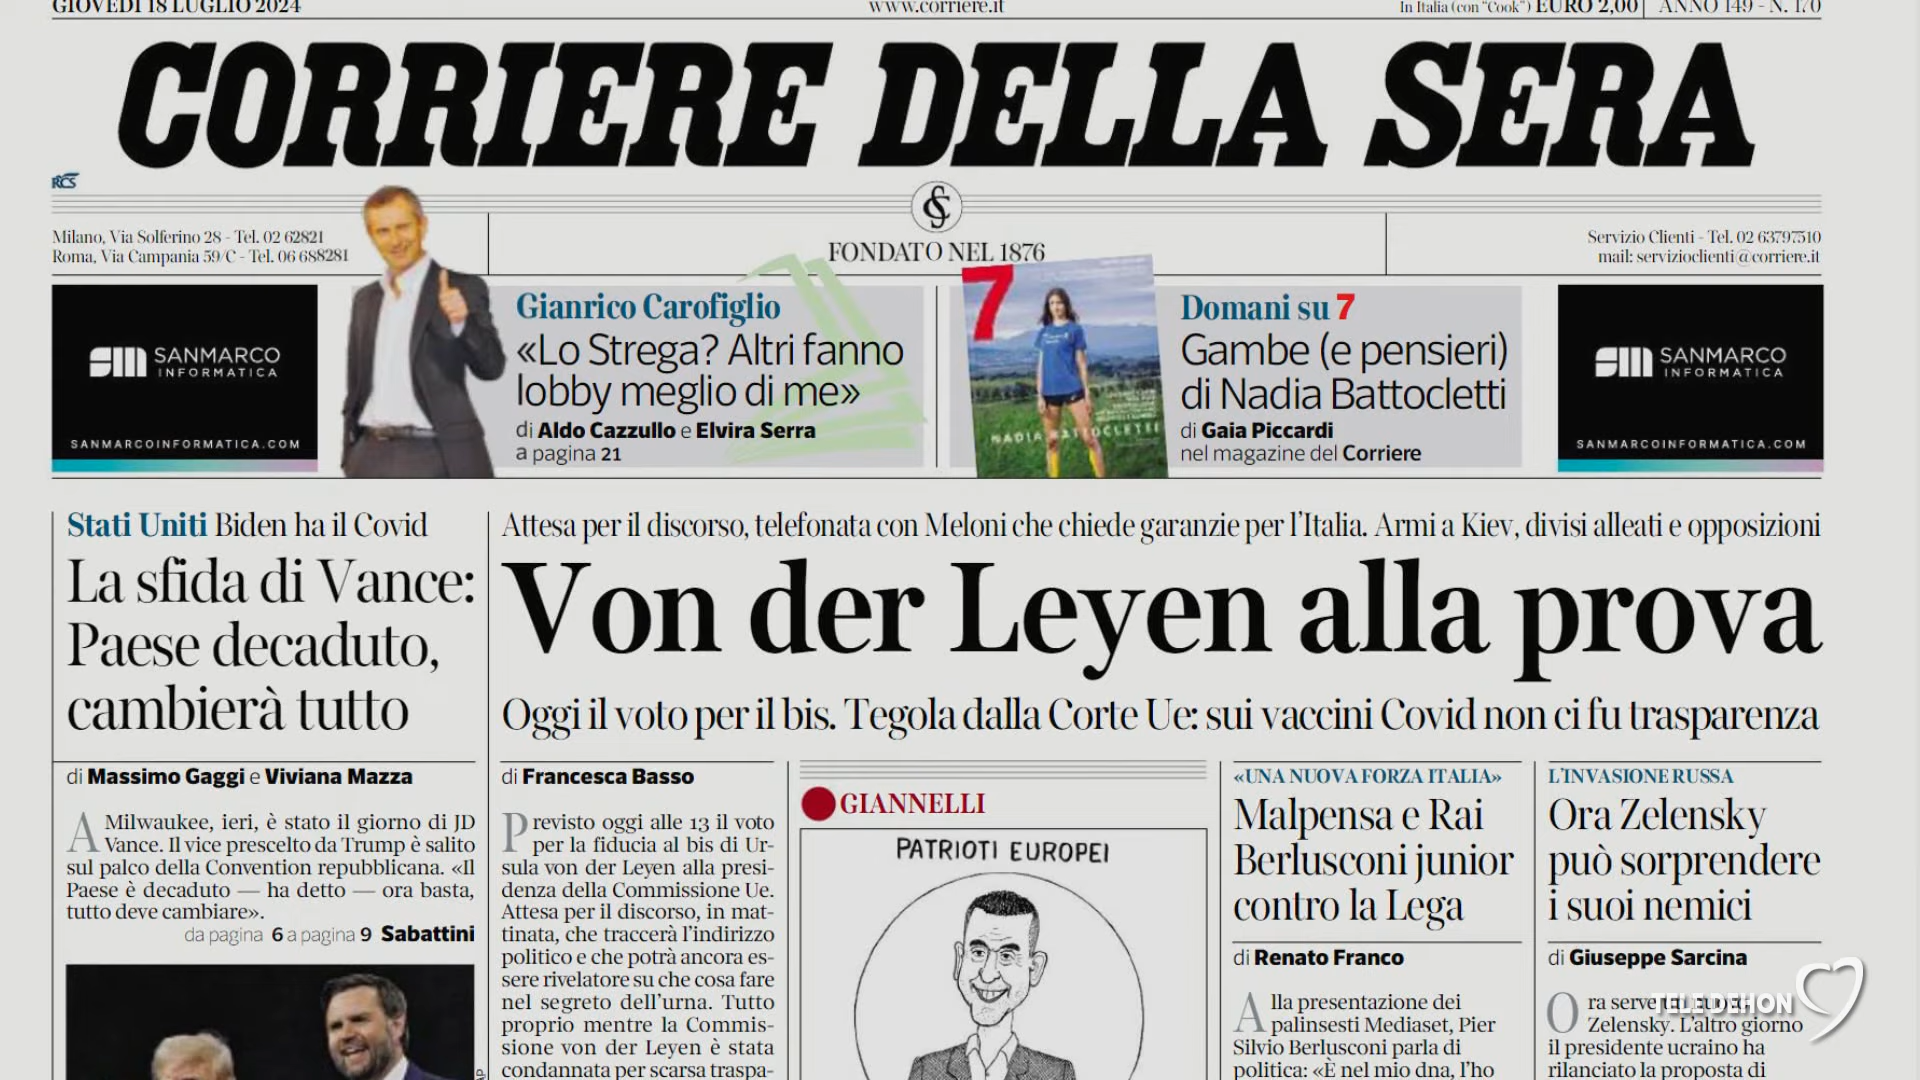 GIOVEDÌ 18 LUGLIO 2024
www.corriere.it
In Italia (con "Cook") EURO 2,00 | ANNO 149 - N. 170
CORRIERE DELLA SERA
RCS
CS
Milano, Via Solferino 28 - Tel. 02 62821
Roma, Via Campania 59/C - Tel. 06 688281
FONDATO NEL 1876
Servizio Clienti - Tel. 02 63797510
mail: servizioclienti@corriere.it
SANMARCO
INFORMATICA
SANMARCOINFORMATICA.COM
Gianrico Carofiglio
«Lo Strega? Altri fanno
lobby meglio di me»
di Aldo Cazzullo e Elvira Serra
a pagina 21
7
NADIA BATTOCLETTI
Domani su 7
Gambe (e pensieri)
di Nadia Battocletti
di Gaia Piccardi
nel magazine del Corriere
SANMARCO
INFORMATICA
SANMARCOINFORMATICA.COM
Stati Uniti Biden ha il Covid
La sfida di Vance:
Paese decaduto,
cambierà tutto
di Massimo Gaggi e Viviana Mazza
A Milwaukee, ieri, è stato il giorno di JD
Vance. Il vice prescelto da Trump è salito
sul palco della Convention repubblicana. «Il
Paese è decaduto — ha detto — ora basta,
tutto deve cambiare».
da pagina 6 a pagina 9 Sabattini
Attesa per il discorso, telefonata con Meloni che chiede garanzie per l'Italia. Armi a Kiev, divisi alleati e opposizioni
Von der Leyen alla prova
Oggi il voto per il bis. Tegola dalla Corte Ue: sui vaccini Covid non ci fu trasparenza
di Francesca Basso
Previsto oggi alle 13 il voto
per la fiducia al bis di Ur-
sula von der Leyen alla presi-
denza della Commissione Ue.
Attesa per il discorso, in mat-
tinata, che traccerà l'indirizzo
politico e che potrà ancora es-
sere rivelatore su che cosa fare
nel segreto dell'urna. Tutto
proprio mentre la Commis-
sione von der Leyen è stata
condannata per scarsa traspa-
GIANNELLI
PATRIOTI EUROPEI
«UNA NUOVA FORZA ITALIA»
Malpensa e Rai
Berlusconi junior
contro la Lega
di Renato Franco
Alla presentazione dei
palinsesti Mediaset, Pier
Silvio Berlusconi parla di
politica: «È nel mio dna, l'ho
L'INVASIONE RUSSA
Ora Zelensky
può sorprendere
i suoi nemici
di Giuseppe Sarcina
Ora serve
Zelensky. L'altro giorno
il presidente ucraino ha
rilanciato la proposta di
TELE DEHON